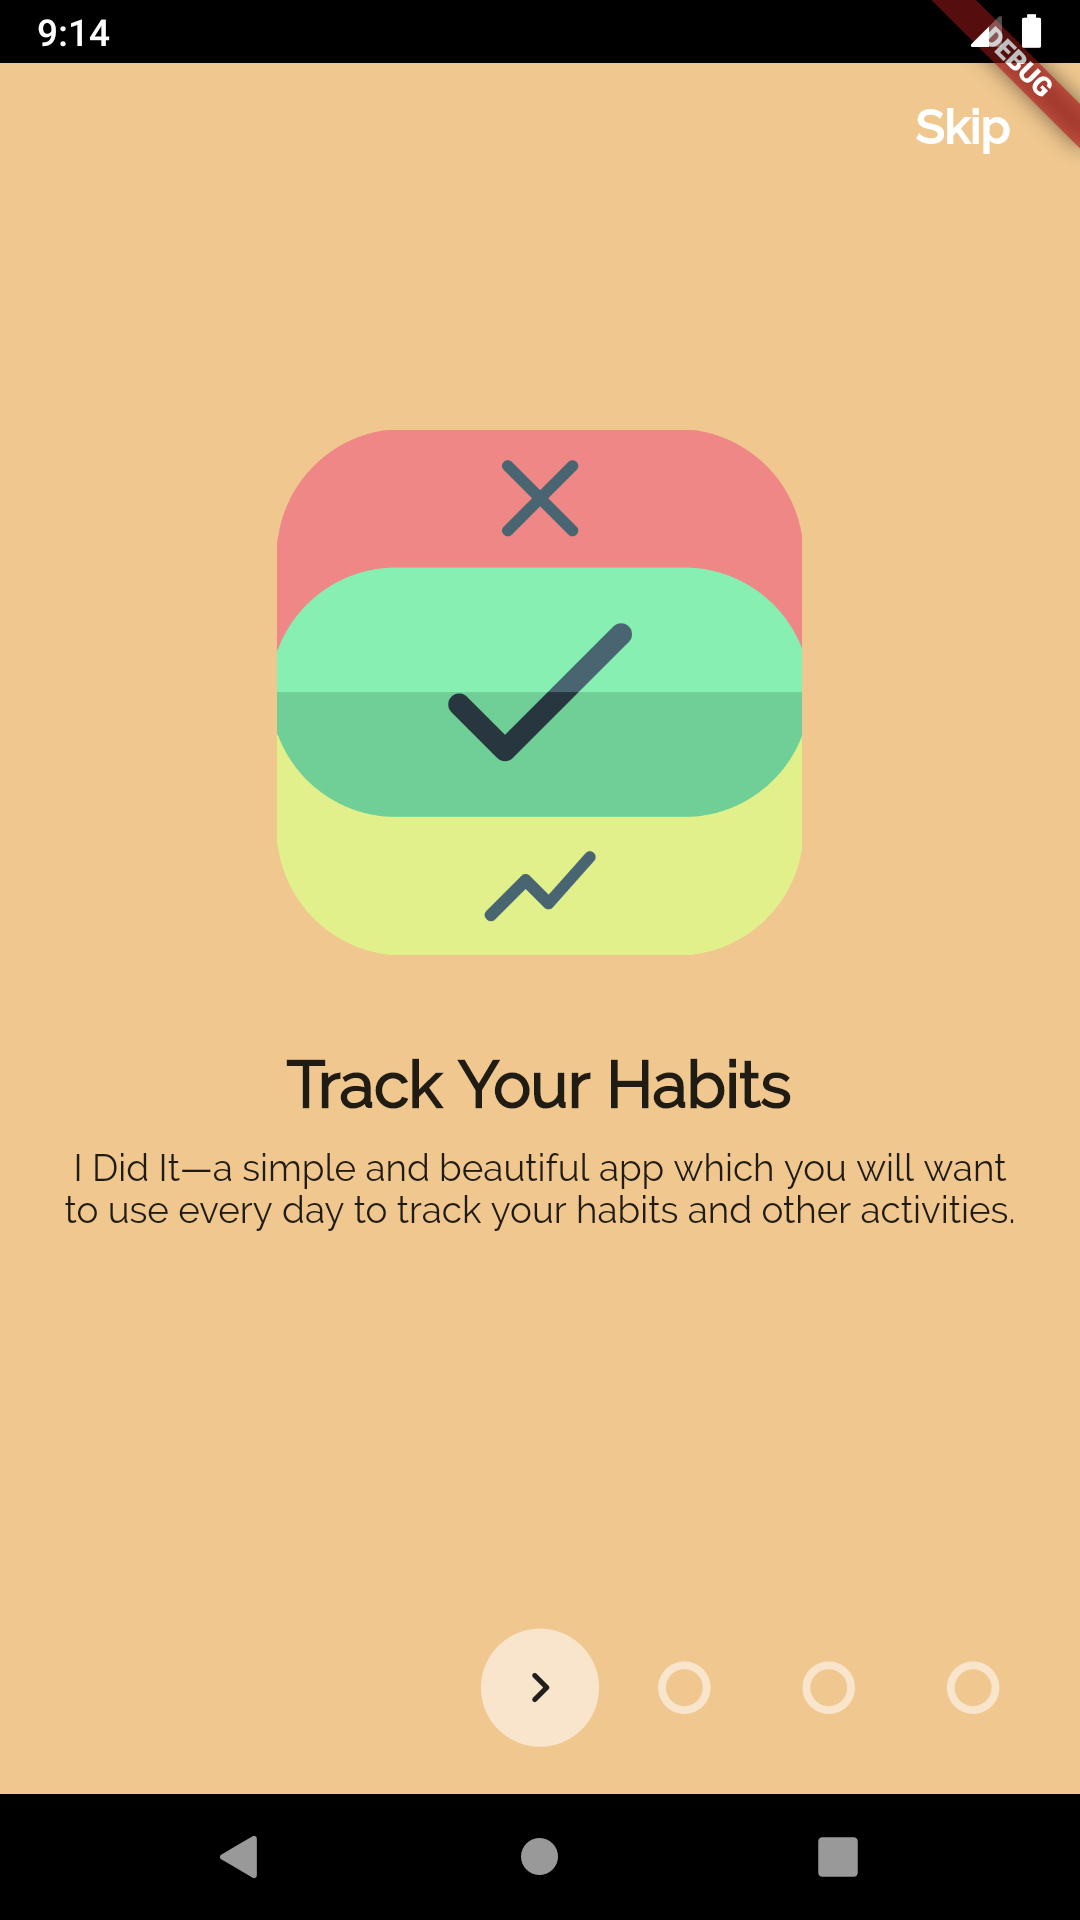 9:14
DEBUG
Skip
Track Your Habits
I Did It—a simple and beautiful app which you will want
to use every day to track your habits and other activities.